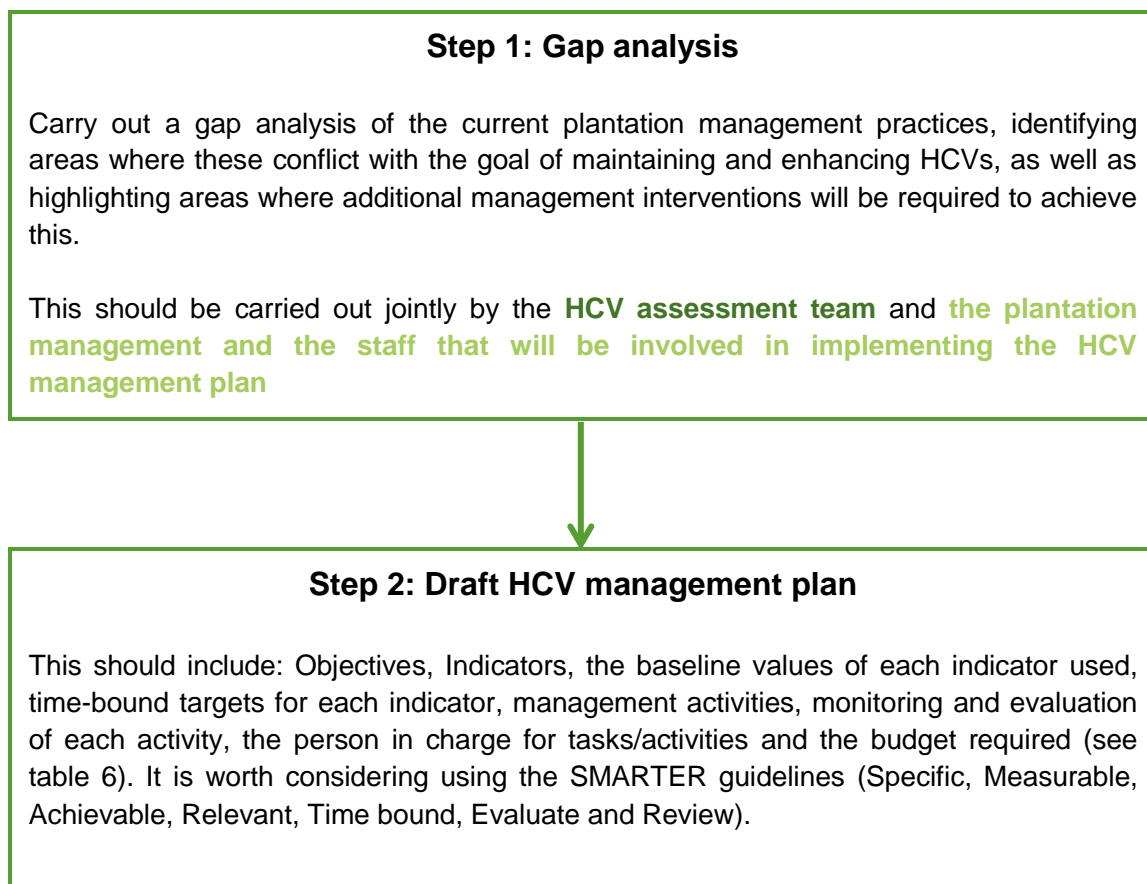 Step 1: Gap analysis
Carry out a gap analysis of the current plantation management practices, identifying
areas where these conflict with the goal of maintaining and enhancing HCVs, as well as
highlighting areas where additional management interventions will be required to achieve
this.
This should be carried out jointly by the HCV assessment team and the plantation
management and the staff that will be involved in implementing the HCV
management plan
Step 2: Draft HCV management plan
This should include: Objectives, Indicators, the baseline values of each indicator used,
time-bound targets for each indicator, management activities, monitoring and evaluation
of each activity, the person in charge for tasks/activities and the budget required (see
table 6). It is worth considering using the SMARTER guidelines (Specific, Measurable,
Achievable, Relevant, Time bound, Evaluate and Review).